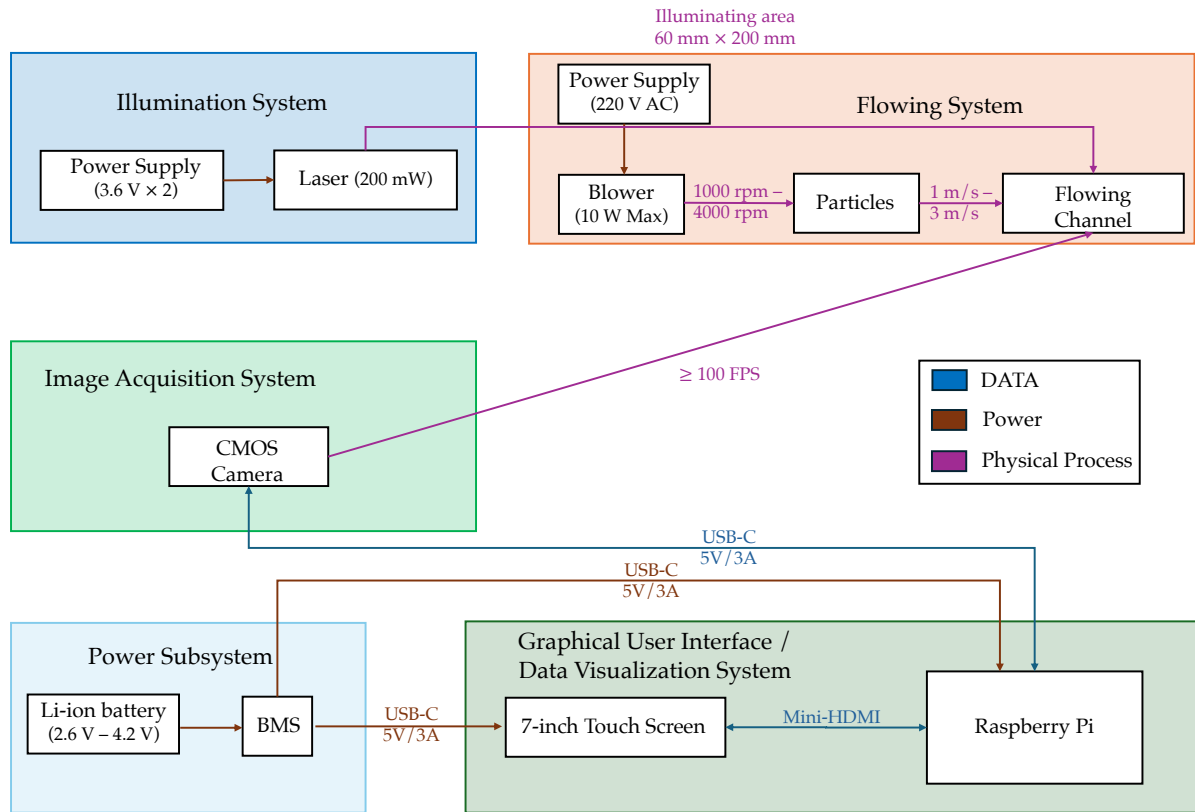 Illuminating area
60 mm × 200 mm
Illumination System
Power Supply
(3.6 V × 2)
Laser (200 mW)
Power Supply
(220 V AC)
Flowing System
Blower
(10 W Max)
1000 rpm –
4000 rpm
Particles
1 m/s –
3 m/s
Flowing
Channel
Image Acquisition System
CMOS
Camera
≥ 100 FPS
DATA
Power
Physical Process
USB-C
5V/3A
USB-C
5V/3A
Power Subsystem
Li-ion battery
(2.6 V – 4.2 V)
BMS
USB-C
5V/3A
Graphical User Interface /
Data Visualization System
7-inch Touch Screen
Mini-HDMI
Raspberry Pi